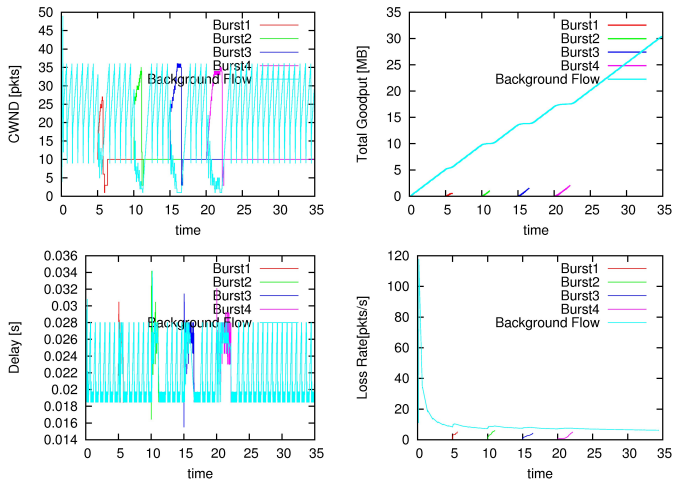 CWND [pkts]
50
45
40
35
30
25
20
15
10
5
0
0 5 10 15 20 25 30 35
time
Burst1
Burst2
Burst3
Burst4
Background Flow
Total Goodput [MB]
35
30
25
20
15
10
5
0
0 5 10 15 20 25 30 35
time
Burst1
Burst2
Burst3
Burst4
Background Flow
Delay [s]
0.036
0.034
0.032
0.03
0.028
0.026
0.024
0.022
0.02
0.018
0.016
0.014
0 5 10 15 20 25 30 35
time
Burst1
Burst2
Burst3
Burst4
Background Flow
Loss Rate[pkts/s]
120
100
80
60
40
20
0
0 5 10 15 20 25 30 35
time
Burst1
Burst2
Burst3
Burst4
Background Flow